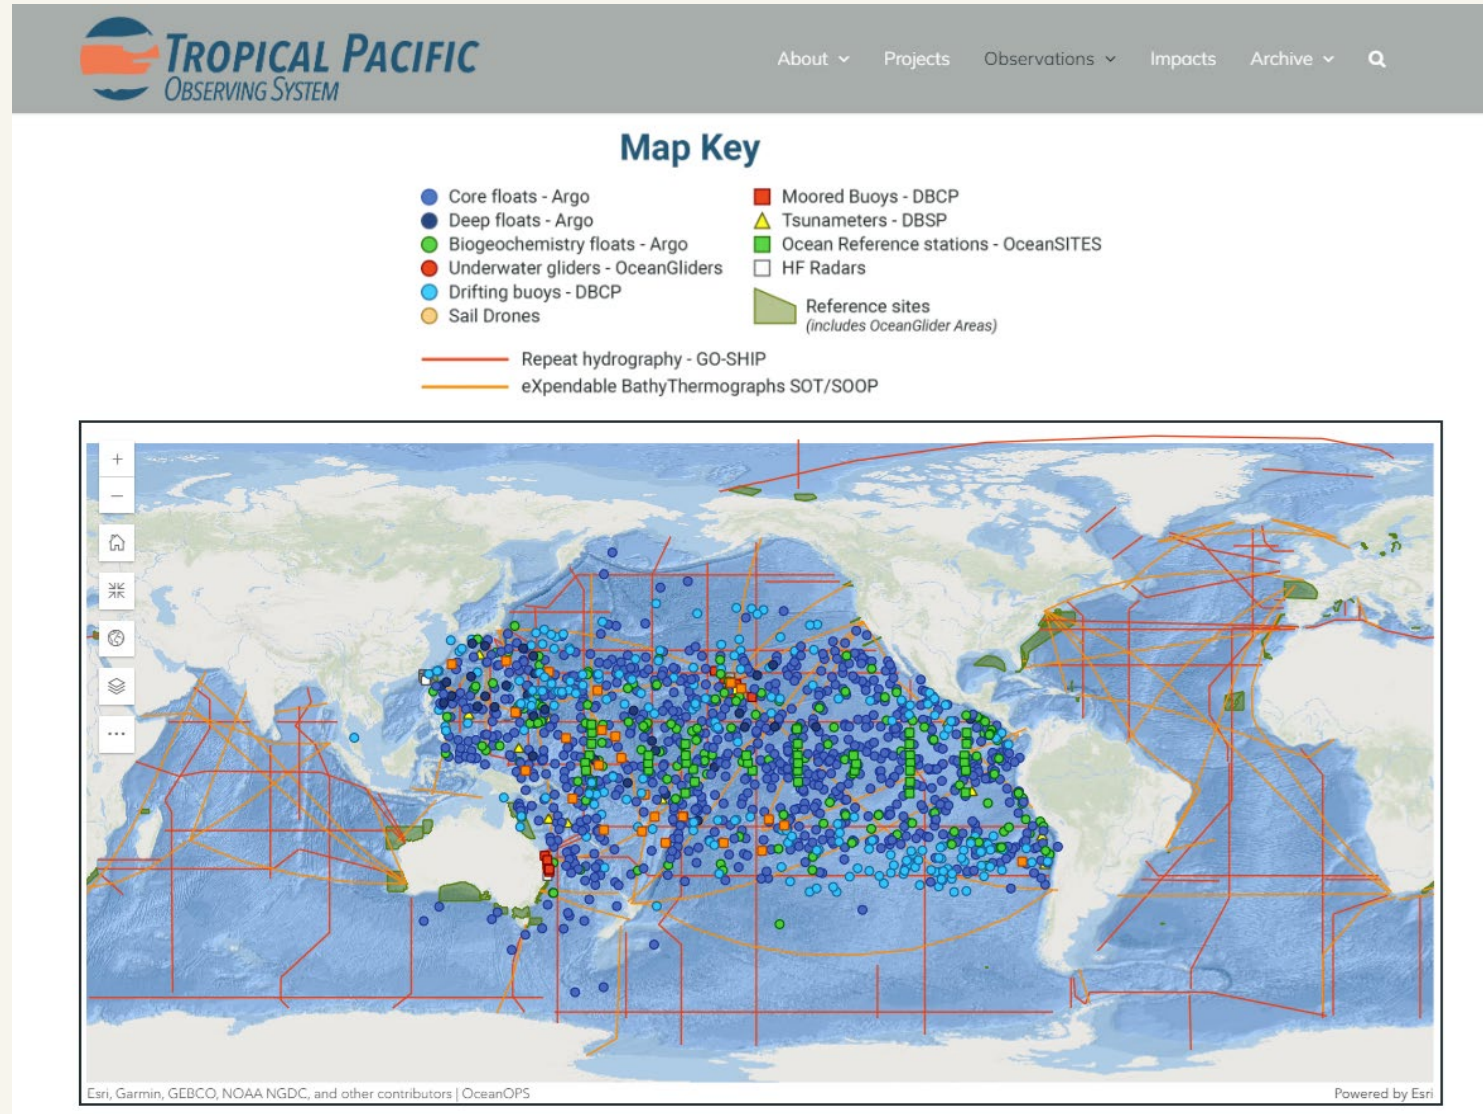 TROPICAL PACIFIC
OBSERVING SYSTEM
About Projects Observations Impacts Archive
Map Key
Core floats - Argo
Deep floats - Argo
Biogeochemistry floats - Argo
Underwater gliders - OceanGliders
Drifting buoys - DBCP
Sail Drones
Moored Buoys - DBCP
Tsunameters - DBSP
Ocean Reference stations - OceanSITES
HF Radars
Reference sites
(includes OceanGlider Areas)
Repeat hydrography - GO-SHIP
eXpendable BathyThermographs SOT/SOOP
Esri, Garmin, GEBCO, NOAA NGDC, and other contributors | OceanOPS
Powered by Esri